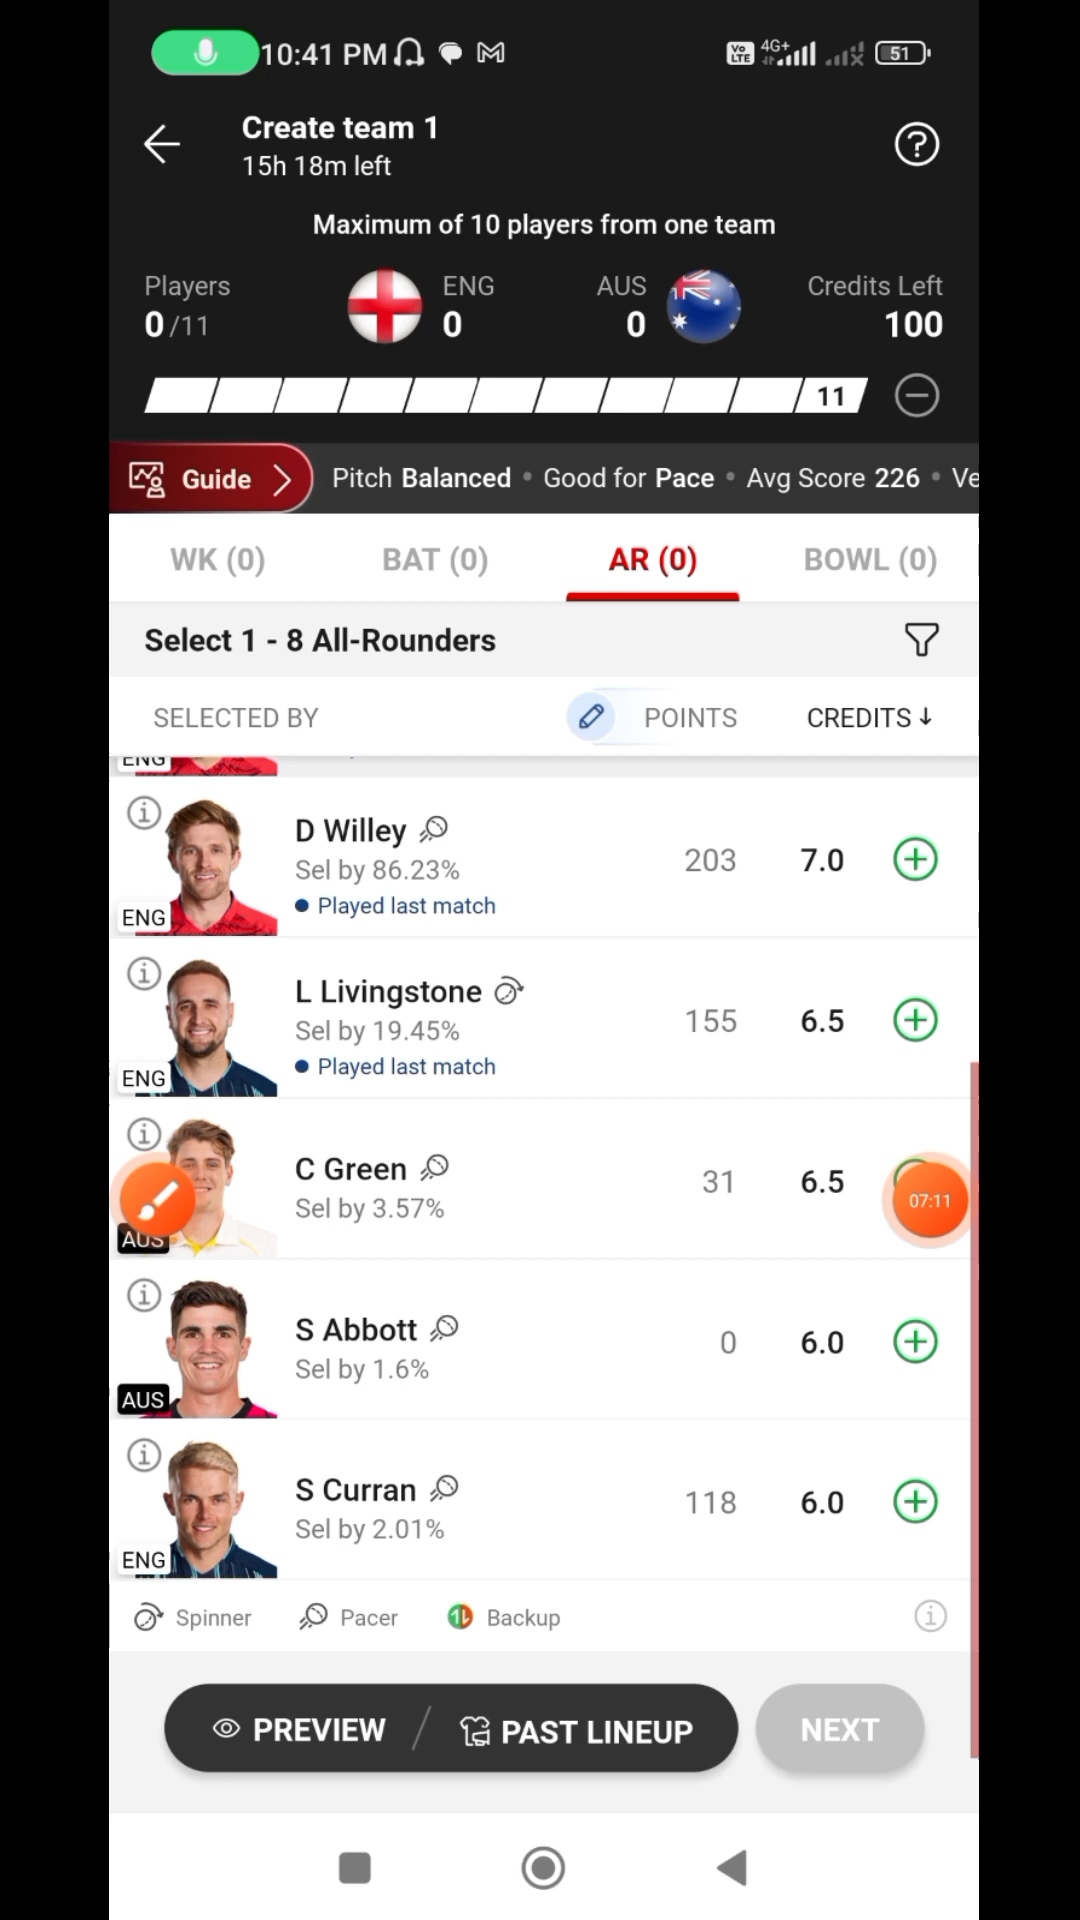 10:41 PM
Vo LTE 4G+ 51
Create team 1
15h 18m left
Maximum of 10 players from one team
Players ENG AUS Credits Left
0/11 0 0 100
11
Guide Pitch Balanced • Good for Pace • Avg Score 226 • Ve
WK (0) BAT (0) AR (0) BOWL (0)
Select 1 - 8 All-Rounders
SELECTED BY POINTS CREDITS ↓
ENG
D Willey
Sel by 86.23% 203 7.0
• Played last match
ENG
L Livingstone
Sel by 19.45% 155 6.5
• Played last match
ENG
C Green 31 6.5 07:11
Sel by 3.57%
AUS
S Abbott 0 6.0
Sel by 1.6%
AUS
S Curran 118 6.0
Sel by 2.01%
ENG
Spinner Pacer Backup
PREVIEW / PAST LINEUP NEXT